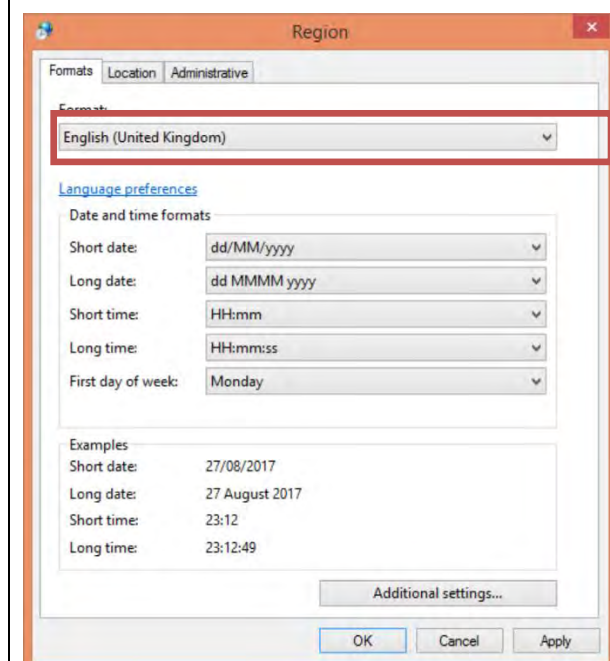 Region
Formats Location Administrative
Format:
English (United Kingdom)
Language preferences
Date and time formats
Short date: dd/MM/yyyy
Long date: dd MMMM yyyy
Short time: HH:mm
Long time: HH:mm:ss
First day of week: Monday
Examples
Short date: 27/08/2017
Long date: 27 August 2017
Short time: 23:12
Long time: 23:12:49
Additional settings...
OK Cancel Apply